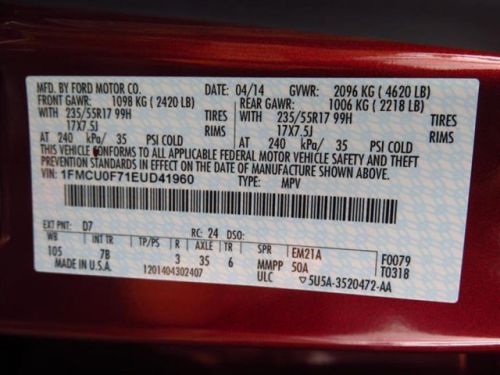 MFD. BY FORD MOTOR CO. 04/14 GVWR: 2096 KG ( 4620 LB)
FRONT GAWR: 1098 KG ( 2420 LB) REAR GAWR: 1006 KG ( 2218 LB)
235/55R17 99H TIRES 235/55R17 99H TIRES
17X7.5J RIMS 17X7.5J RIMS
AT 240 kPa/ 35 PSI COLD AT 240 kPa/ 35 PSI COLD
THIS VEHICLE CONFORMS TO ALL APPLICABLE FEDERAL MOTOR VEHICLE SAFETY AND BUMPER STANDARDS AND THEFT
PREVENTION STANDARDS IN EFFECT ON THE DATE OF MANUFACTURE SHOWN ABOVE.
VIN: 1FMCU0F71EUD41960 TYPE: MPV
EXT PNT: D7 RC: 24 DSO: F0079
WB INT TR TP/PS R AXLE TR SPR EM21A T0318
105 7B 3 35 6 MMPP 50A
MADE IN U.S.A. 1201404302407 ULC 5U5A-3520472-AA